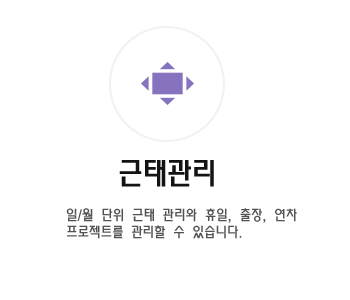 근태관리
일/월 단위 근태 관리와 휴일, 출장, 연차
프로젝트를 관리할 수 있습니다.